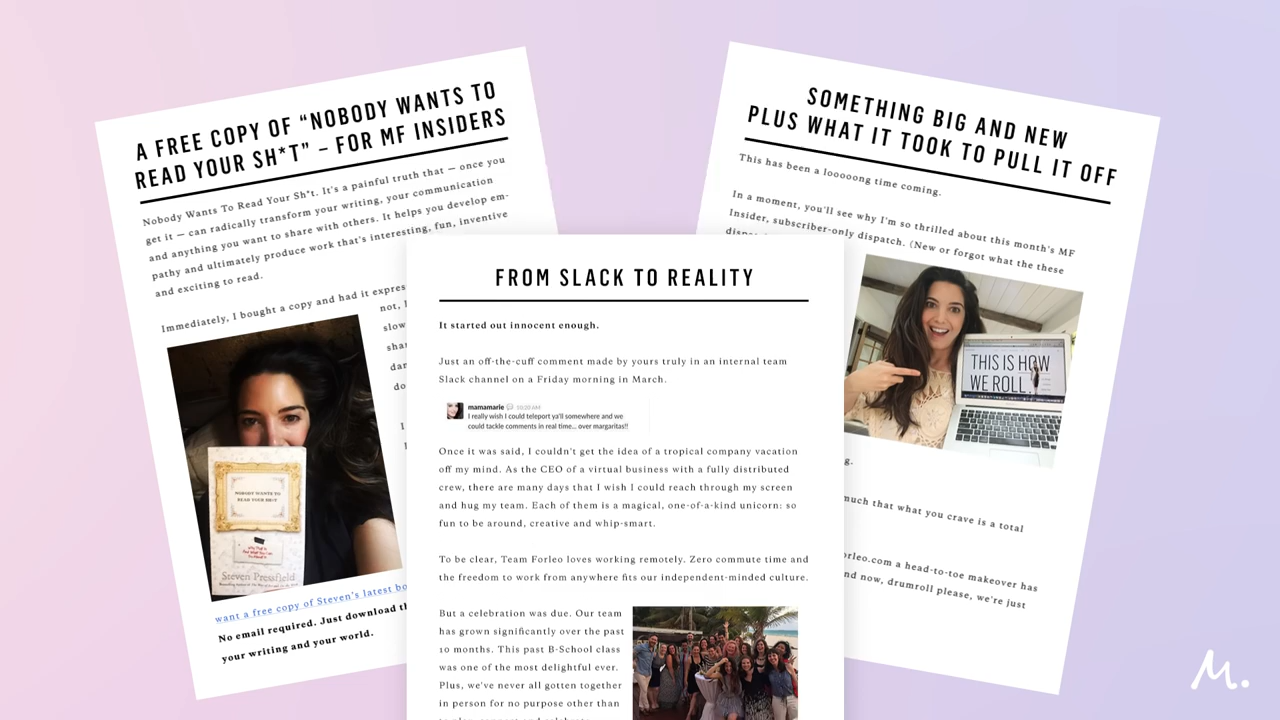 A FREE COPY OF “NOBODY WANTS TO
READ YOUR SH*T” – FOR MF INSIDERS
Nobody Wants To Read Your Sh*t. It's a painful truth that — once you
get it — can radically transform your writing, your communication
and anything you want to share with others. It helps you develop em-
pathy and ultimately produce work that's interesting, fun, inventive
and exciting to read.
Immediately, I bought a copy and had it
not,
slow
NOBODY WANTS TO
READ YOUR SH*T
Steven Pressfield
want a free copy of Steven's latest
No email required. Just download
your writing and your world.
FROM SLACK TO REALITY
It started out innocent enough.
Just an off-the-cuff comment made by yours truly in an internal team
Slack channel on a Friday morning in March.
mamamarie 10:20 AM
I really wish I could teleport ya'll somewhere and we
could tackle comments in real time... over margaritas!!
Once it was said, I couldn't get the idea of a tropical company vacation
off my mind. As the CEO of a virtual business with a fully distributed
crew, there are many days that I wish I could reach through my screen
and hug my team. Each of them is a magical, one-of-a-kind unicorn: so
fun to be around, creative and whip-smart.
To be clear, Team Forleo loves working remotely. Zero commute time and
the freedom to work from anywhere fits our independent-minded culture.
But a celebration was due. Our team
has grown significantly over the past
10 months. This past B-School class
was one of the most delightful ever.
Plus, we've never all gotten together
in person for no purpose other than
SOMETHING BIG AND NEW
PLUS WHAT IT TOOK TO PULL IT OFF
This has been a looooong time coming.
In a moment, you'll see why I'm so thrilled about this month's MF
Insider, subscriber-only dispatch. (New or forgot what the these
THIS IS HOW
WE ROLL
much that what you crave is a total
orleo.com a head-to-toe makeover has
nd now, drumroll please, we're just
M.